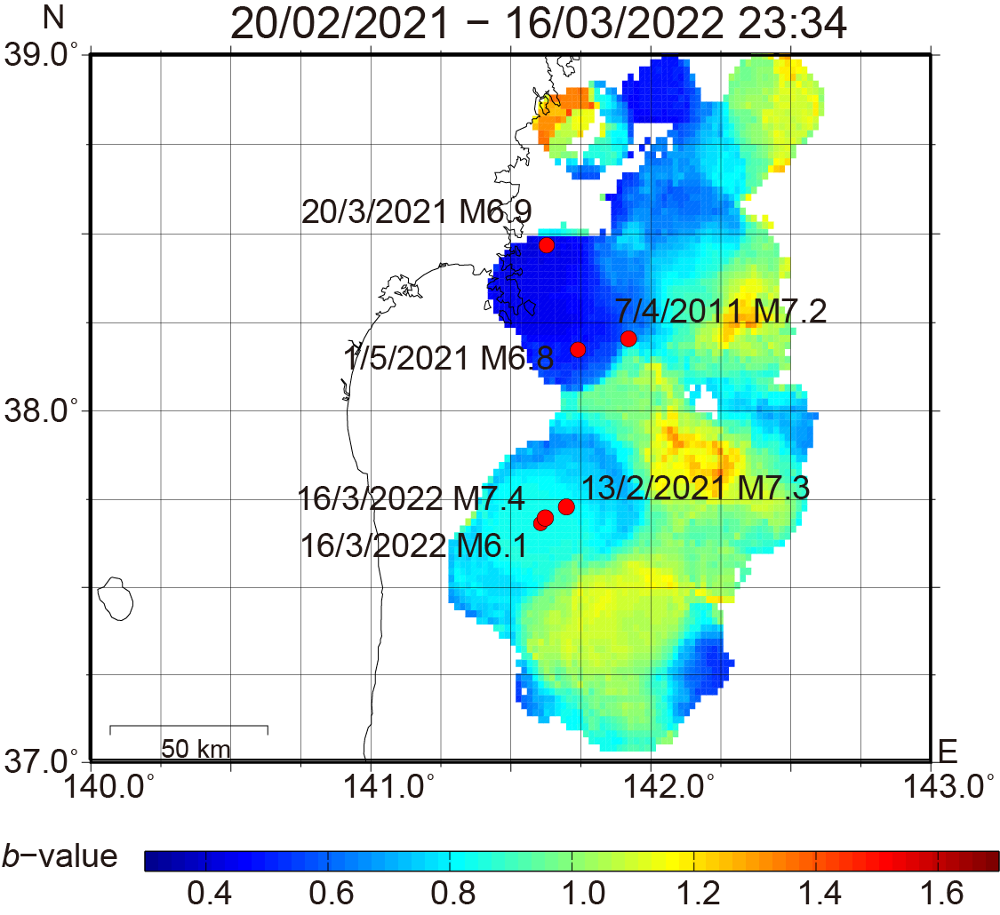 N
20/02/2021 − 16/03/2022 23:34
39.0°
20/3/2021 M6.9
7/4/2011 M7.2
1/5/2021 M6.8
38.0°
13/2/2021 M7.3
16/3/2022 M7.4
16/3/2022 M6.1
50 km
37.0°
E
140.0° 141.0° 142.0° 143.0°
b−value
0.4 0.6 0.8 1.0 1.2 1.4 1.6